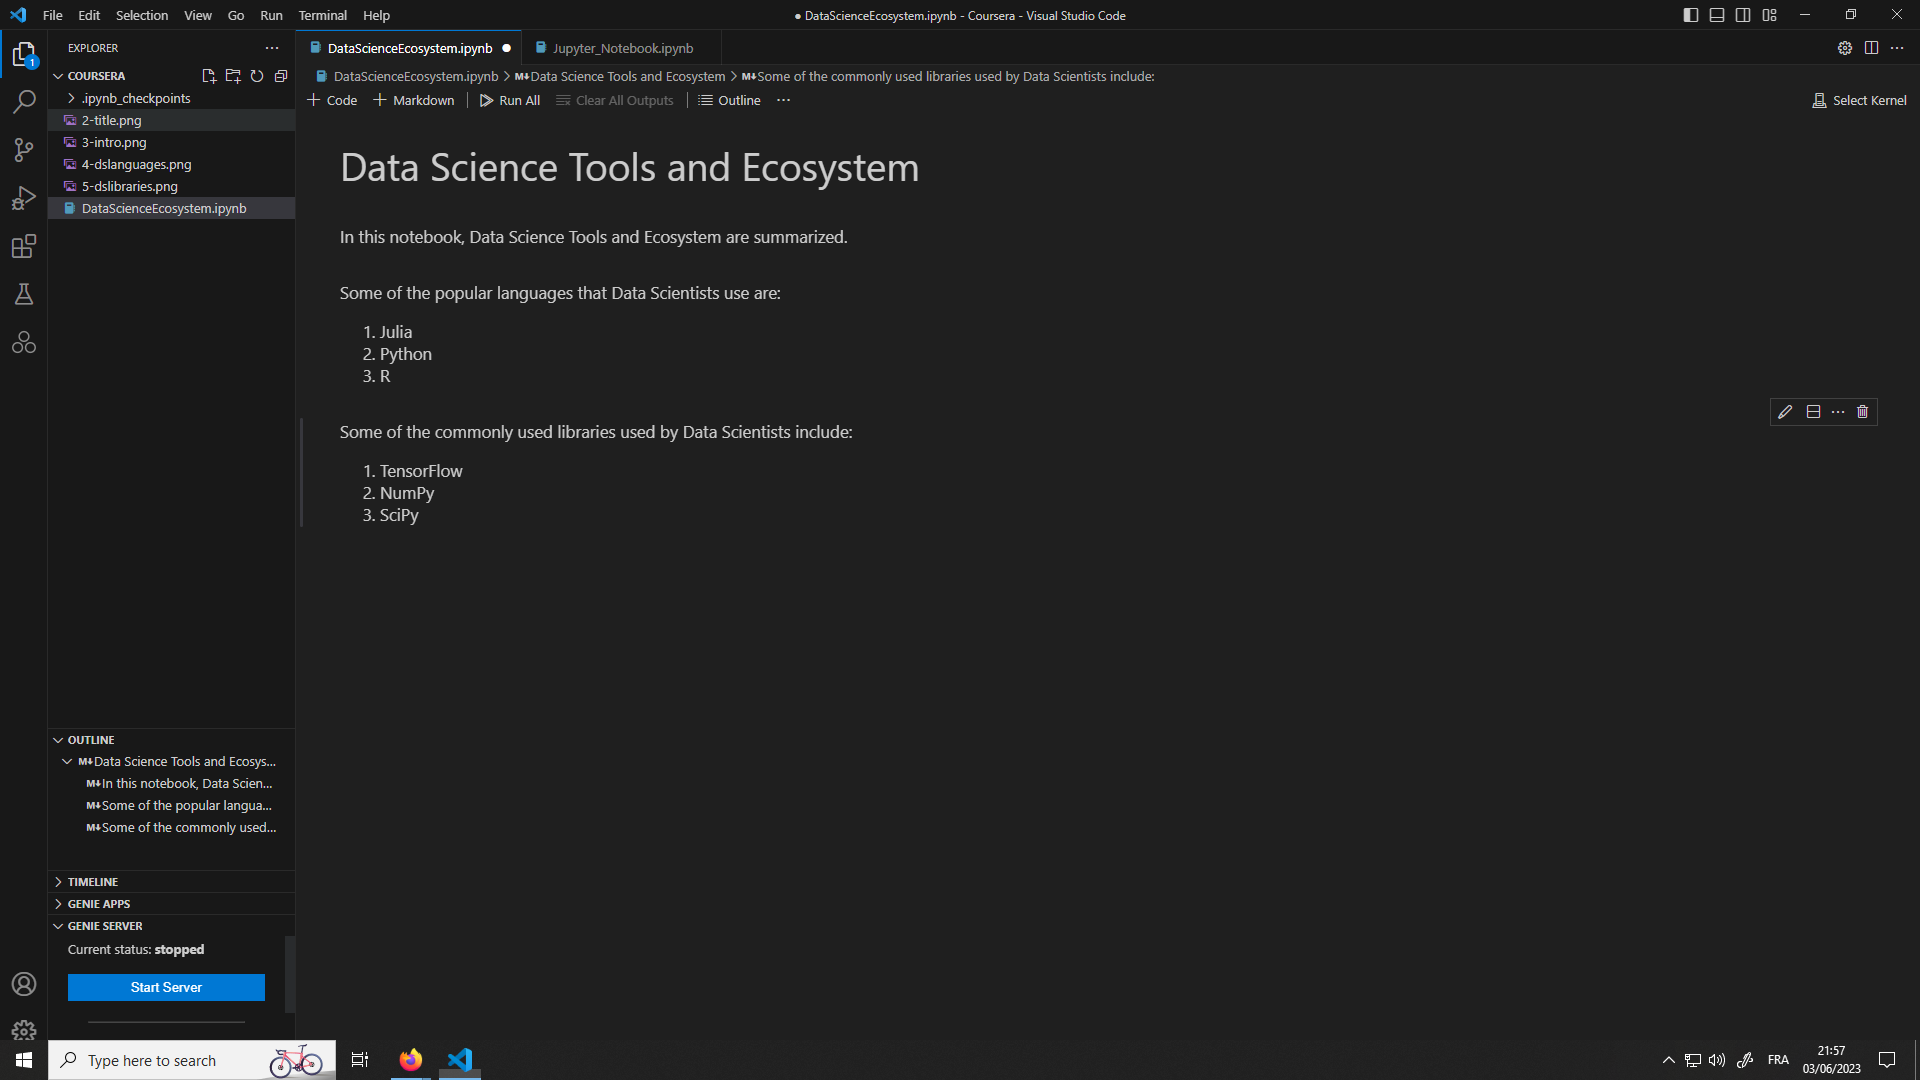 File Edit Selection View Go Run Terminal Help
● DataScienceEcosystem.ipynb - Coursera - Visual Studio Code
EXPLORER
COURSERA
.ipynb_checkpoints
2-title.png
3-intro.png
4-dslanguages.png
5-dslibraries.png
DataScienceEcosystem.ipynb
OUTLINE
M↓Data Science Tools and Ecosys...
M↓In this notebook, Data Scien...
M↓Some of the popular langua...
M↓Some of the commonly used...
TIMELINE
GENIE APPS
GENIE SERVER
Current status: stopped
Start Server
1
DataScienceEcosystem.ipynb ● Jupyter_Notebook.ipynb
DataScienceEcosystem.ipynb > M↓Data Science Tools and Ecosystem > M↓Some of the commonly used libraries used by Data Scientists include:
+ Code + Markdown Run All Clear All Outputs Outline ... Select Kernel
Data Science Tools and Ecosystem
In this notebook, Data Science Tools and Ecosystem are summarized.
Some of the popular languages that Data Scientists use are:
1. Julia
2. Python
3. R
Some of the commonly used libraries used by Data Scientists include:
1. TensorFlow
2. NumPy
3. SciPy
Type here to search
FRA
21:57
03/06/2023